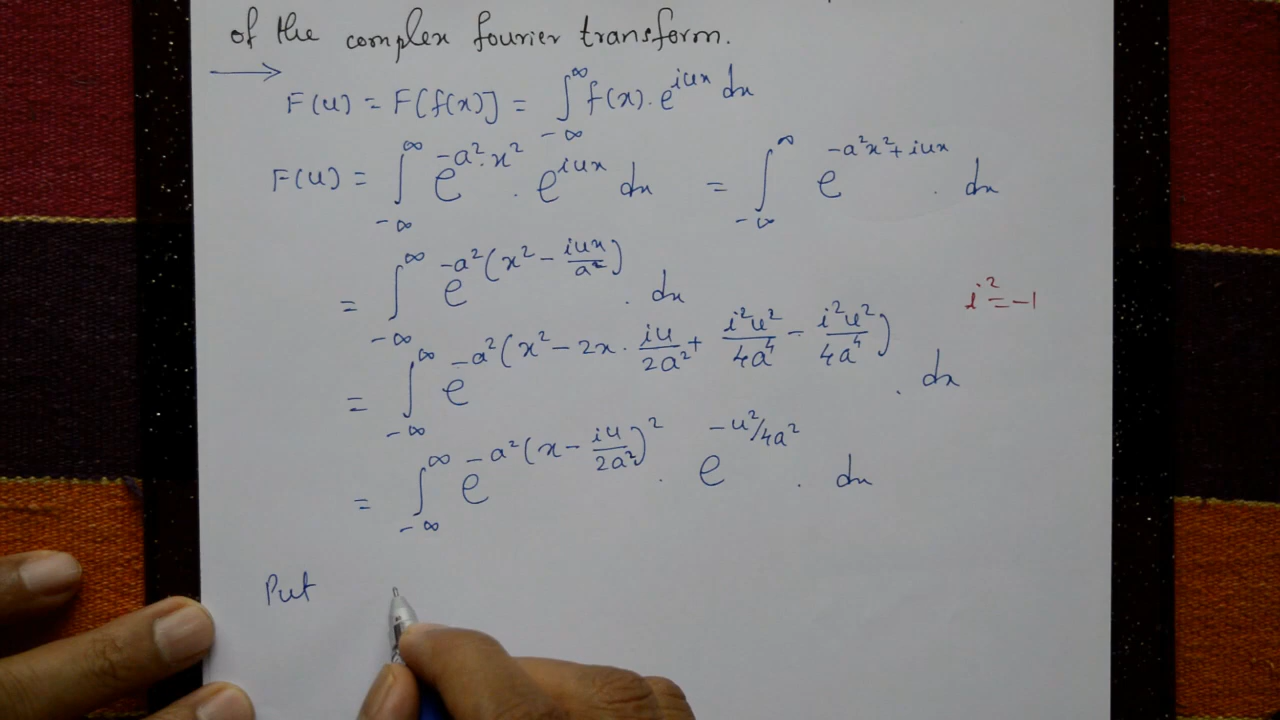 of the complex fourier transform.
→ F(u) = F[f(x)] = ∫_{-∞}^{∞} f(x). e^{iux} dx
F(u) = ∫_{-∞}^{∞} e^{-a²·x²} . e^{iux} dx = ∫_{-∞}^{∞} e^{-a²x²+iux} . dx
= ∫_{-∞}^{∞} e^{-a²(x² - iux/a²)} . dx
i² = -1
= ∫_{-∞}^{∞} e^{-a²(x² - 2x · iu/2a² + i²u²/4a⁴ - i²u²/4a⁴)} . dx
= ∫_{-∞}^{∞} e^{-a²(x - iu/2a²)²} . e^{-u²/4a²} . dx
Put